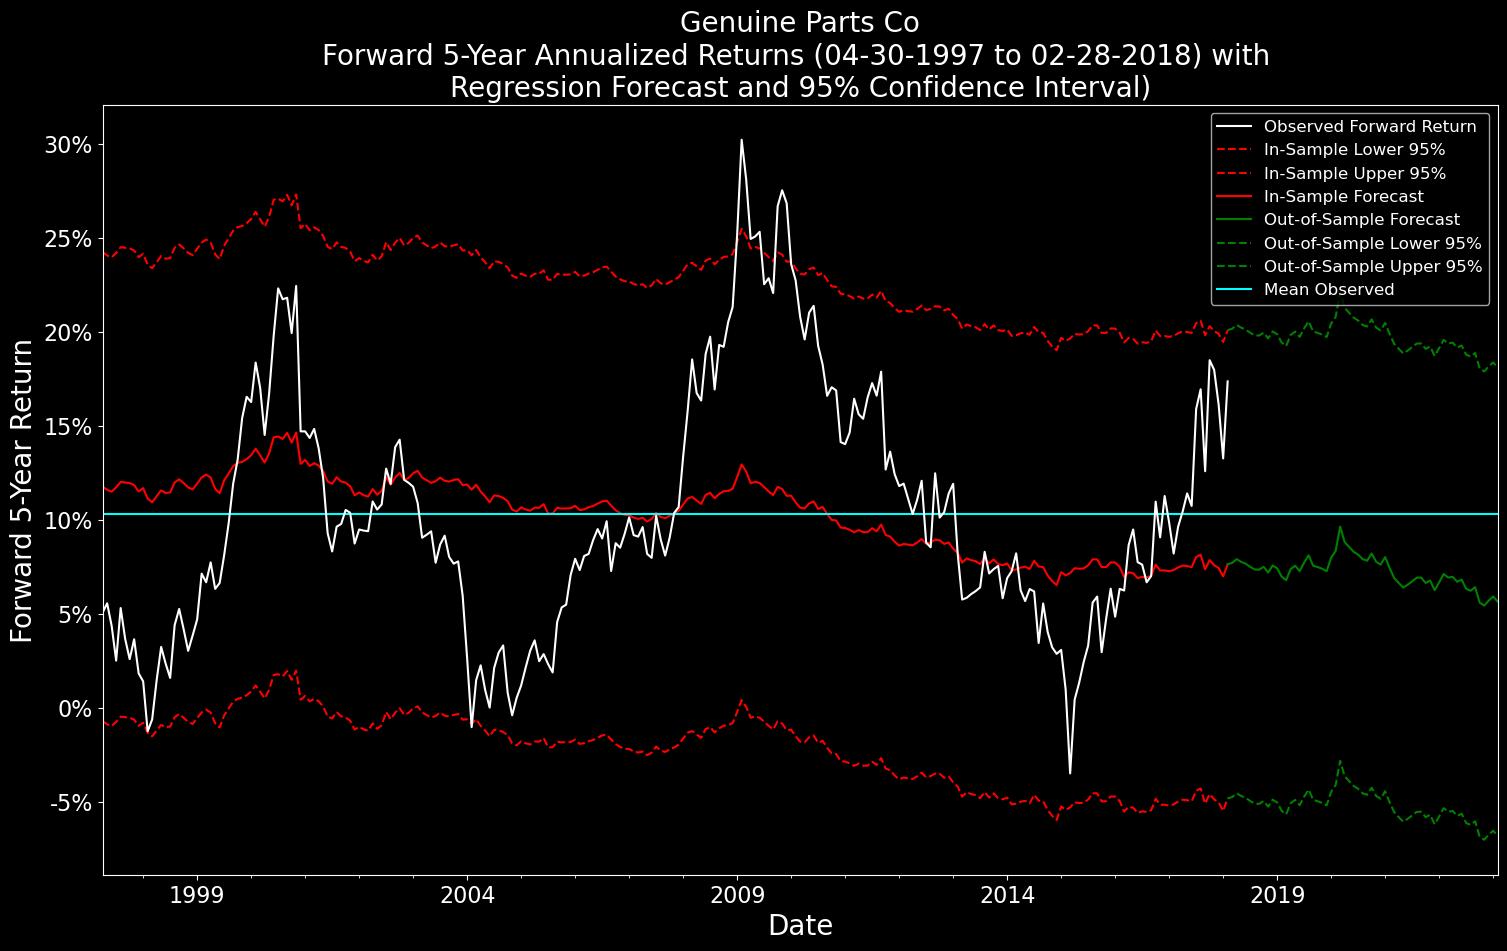 Genuine Parts Co
Forward 5-Year Annualized Returns (04-30-1997 to 02-28-2018) with
Regression Forecast and 95% Confidence Interval)
Observed Forward Return
In-Sample Lower 95%
In-Sample Upper 95%
In-Sample Forecast
Out-of-Sample Forecast
Out-of-Sample Lower 95%
Out-of-Sample Upper 95%
Mean Observed
Forward 5-Year Return
30%
25%
20%
15%
10%
5%
0%
-5%
1999
2004
2009
2014
2019
Date